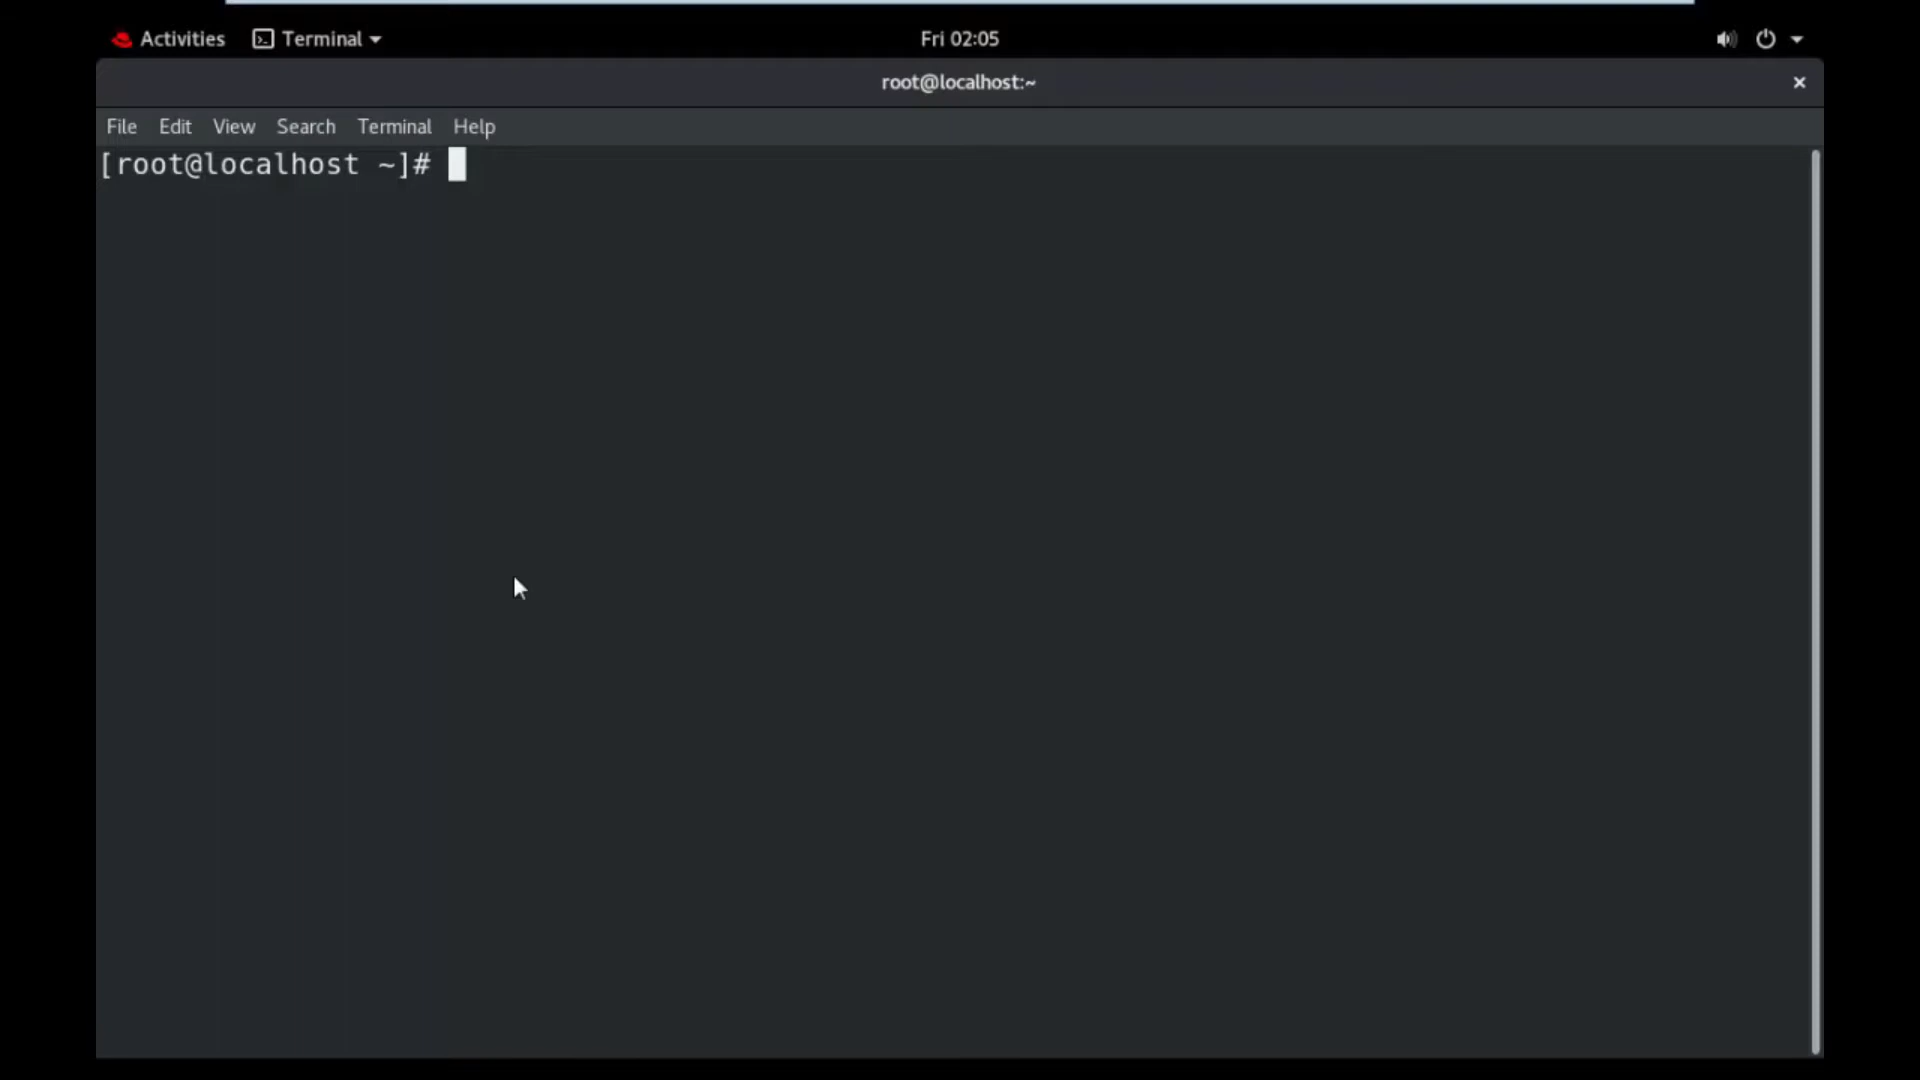 Activities Terminal Fri 02:05
root@localhost:~
File Edit View Search Terminal Help
[root@localhost ~]#